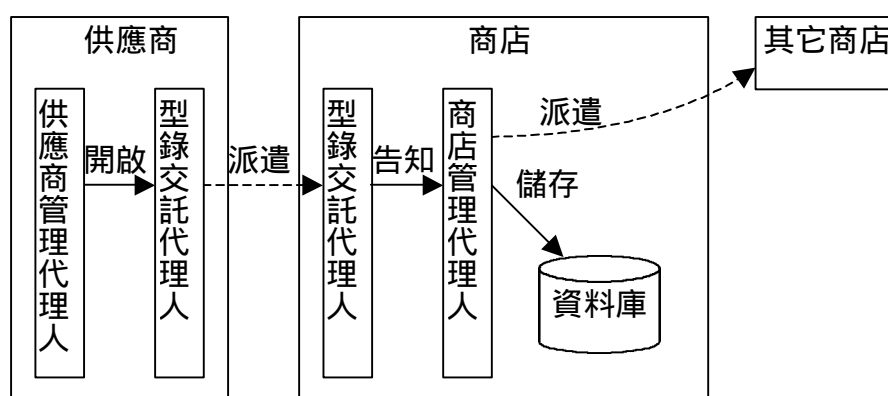 供應商
商店
其它商店
供應商管理代理人
開啟
型錄交託代理人
派遣
型錄交託代理人
告知
商店管理代理人
派遣
儲存
資料庫